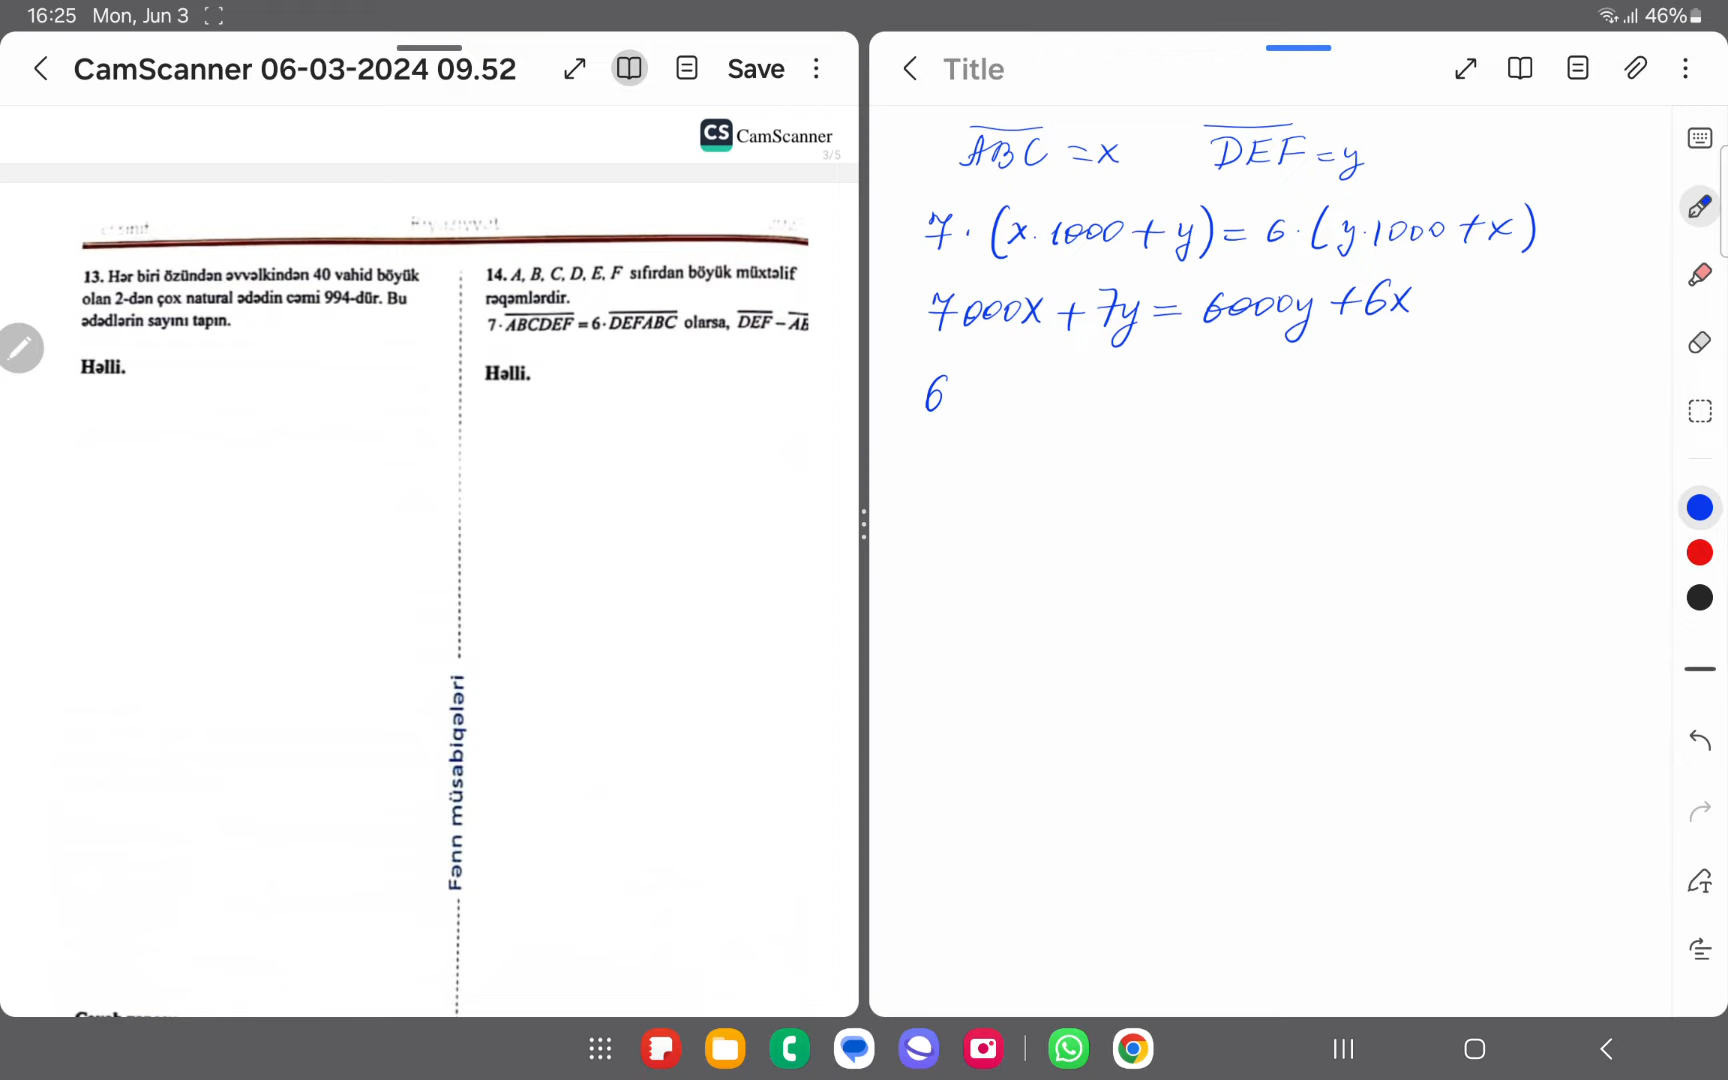 16:25 Mon, Jun 3 46%
CamScanner 06-03-2024 09.52 Save
CS CamScanner
3/5
13. Hər biri özündən əvvəlkindən 40 vahid böyük
olan 2-dən çox natural ədədin cəmi 994-dür. Bu
ədədlərin sayını tapın.
Həlli.
14. A, B, C, D, E, F sıfırdan böyük müxtəlif
rəqəmlərdir.
7·ABCDEF = 6·DEFABC olarsa, DEF – AB
Həlli.
Fənn müsabiqələri
Title
ABC = x DEF = y
7·(x·1000+y)=6·(y·1000+x)
7000x+7y=6000y+6x
6